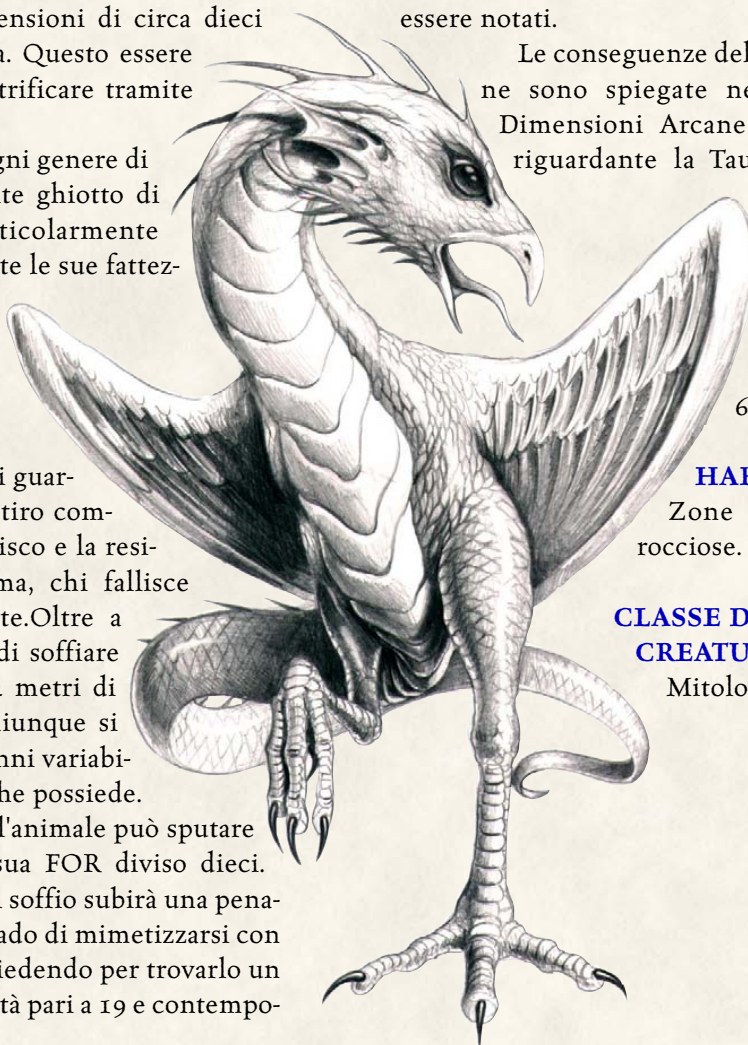 ensioni di circa dieci
a. Questo essere
trificare tramite
gni genere di
te ghiotto di
ticolarmente
te le sue fattez-
i guar-
tiro com-
isco e la resi-
ma, chi fallisce
te.Oltre a
di soffiare
metri di
iunque si
nni variabi-
he possiede.
l'animale può sputare
sua FOR diviso dieci.
l soffio subirà una pena-
ado di mimetizzarsi con
iedendo per trovarlo un
tà pari a 19 e contempo-
essere notati.
Le conseguenze del
ne sono spiegate ne
Dimensioni Arcane
riguardante la Tau
6
HAB
Zone
rocciose.
CLASSE D
CREATU
Mitolo